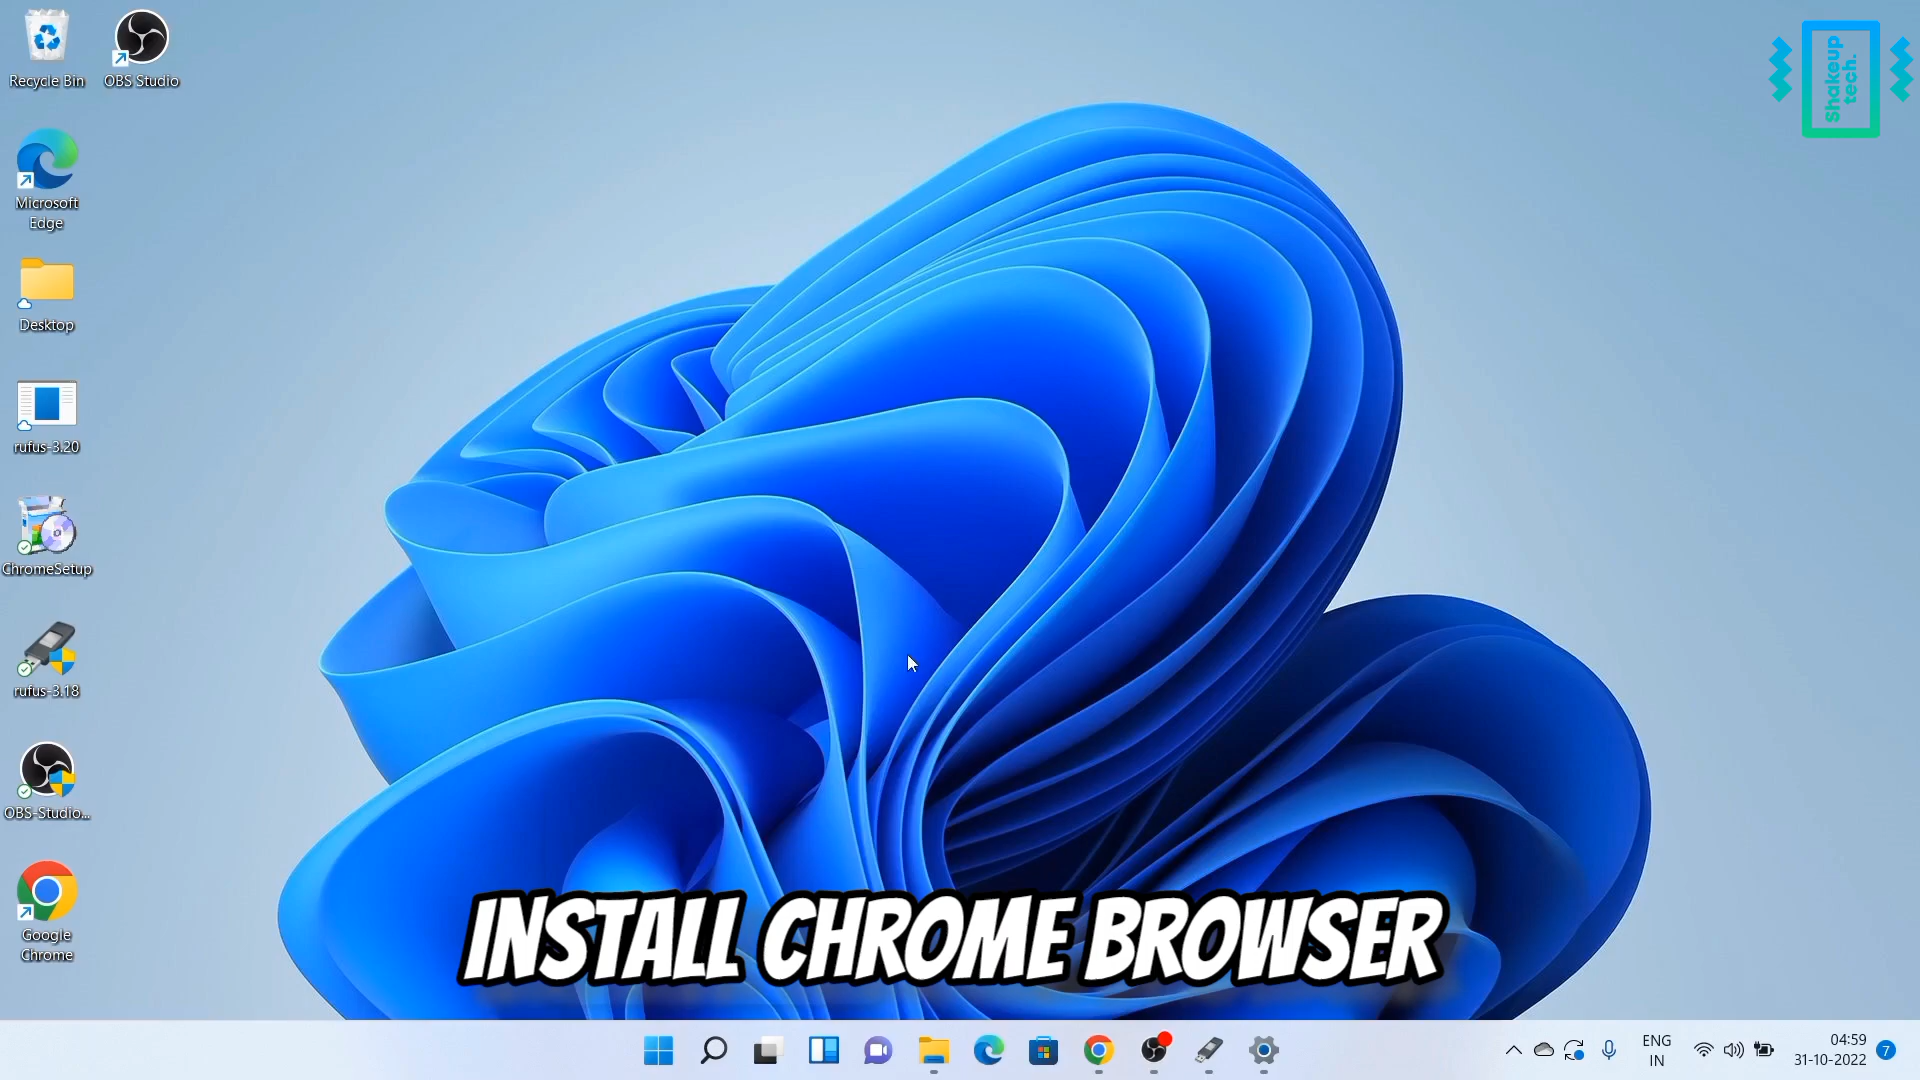 Recycle Bin
OBS Studio
Microsoft
Edge
Desktop
rufus-3.20
ChromeSetup
rufus-3.18
OBS-Studio...
Google
Chrome
shakeup
tech.
INSTALL CHROME BROWSER
ENG
IN
04:59
31-10-2022
7